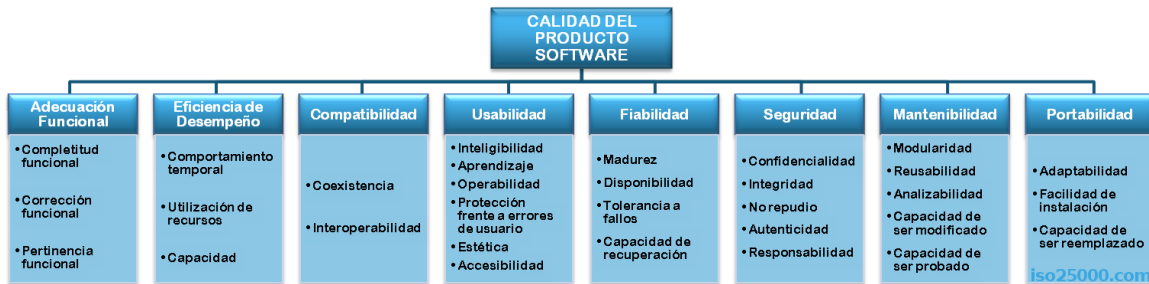 CALIDAD DEL
PRODUCTO
SOFTWARE
Adecuación
Funcional
• Completitud
funcional
• Corrección
funcional
• Pertinencia
funcional
Eficiencia de
Desempeño
• Comportamiento
temporal
• Utilización de
recursos
• Capacidad
Compatibilidad
• Coexistencia
• Interoperabilidad
Usabilidad
• Inteligibilidad
• Aprendizaje
• Operabilidad
• Protección
frente a errores
de usuario
• Estética
• Accesibilidad
Fiabilidad
• Madurez
• Disponibilidad
• Tolerancia a
fallos
• Capacidad de
recuperación
Seguridad
• Confidencialidad
• Integridad
• No repudio
• Autenticidad
• Responsabilidad
Mantenibilidad
• Modularidad
• Reusabilidad
• Analizabilidad
• Capacidad de
ser modificado
• Capacidad de
ser probado
Portabilidad
• Adaptabilidad
• Facilidad de
instalación
• Capacidad de
ser reemplazado
iso25000.com